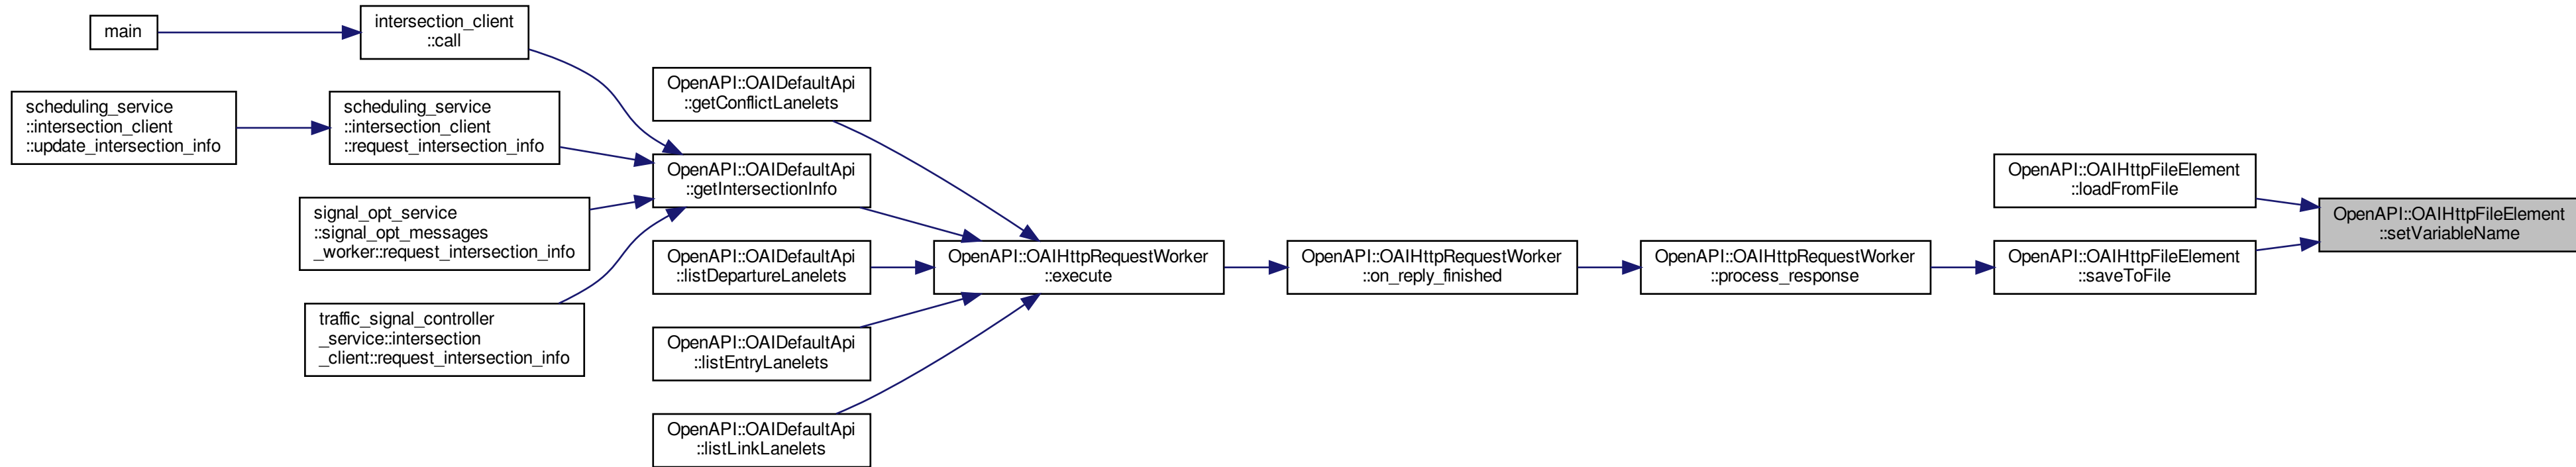 main
intersection_client
::call
scheduling_service
::intersection_client
::update_intersection_info
scheduling_service
::intersection_client
::request_intersection_info
signal_opt_service
::signal_opt_messages
_worker::request_intersection_info
traffic_signal_controller
_service::intersection
_client::request_intersection_info
OpenAPI::OAIDefaultApi
::getConflictLanelets
OpenAPI::OAIDefaultApi
::getIntersectionInfo
OpenAPI::OAIDefaultApi
::listDepartureLanelets
OpenAPI::OAIDefaultApi
::listEntryLanelets
OpenAPI::OAIDefaultApi
::listLinkLanelets
OpenAPI::OAIHttpRequestWorker
::execute
OpenAPI::OAIHttpRequestWorker
::on_reply_finished
OpenAPI::OAIHttpRequestWorker
::process_response
OpenAPI::OAIHttpFileElement
::loadFromFile
OpenAPI::OAIHttpFileElement
::saveToFile
OpenAPI::OAIHttpFileElement
::setVariableName